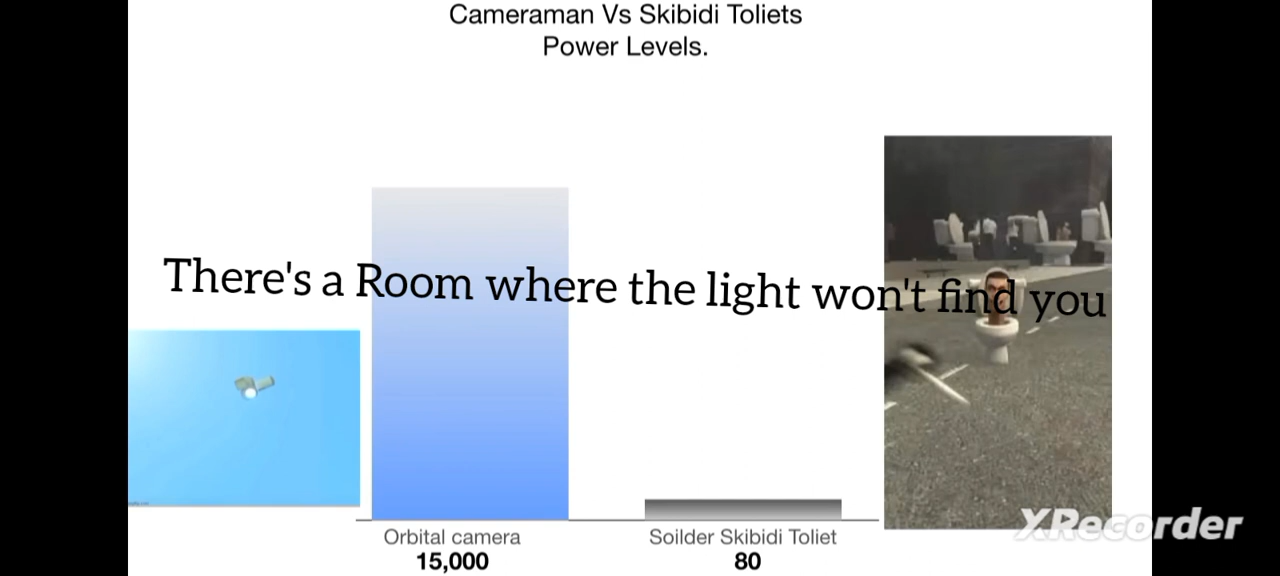 Cameraman Vs Skibidi Toliets
Power Levels.
There's a Room where the light won't find you
Orbital camera
15,000
Soilder Skibidi Toliet
80
XRecorder